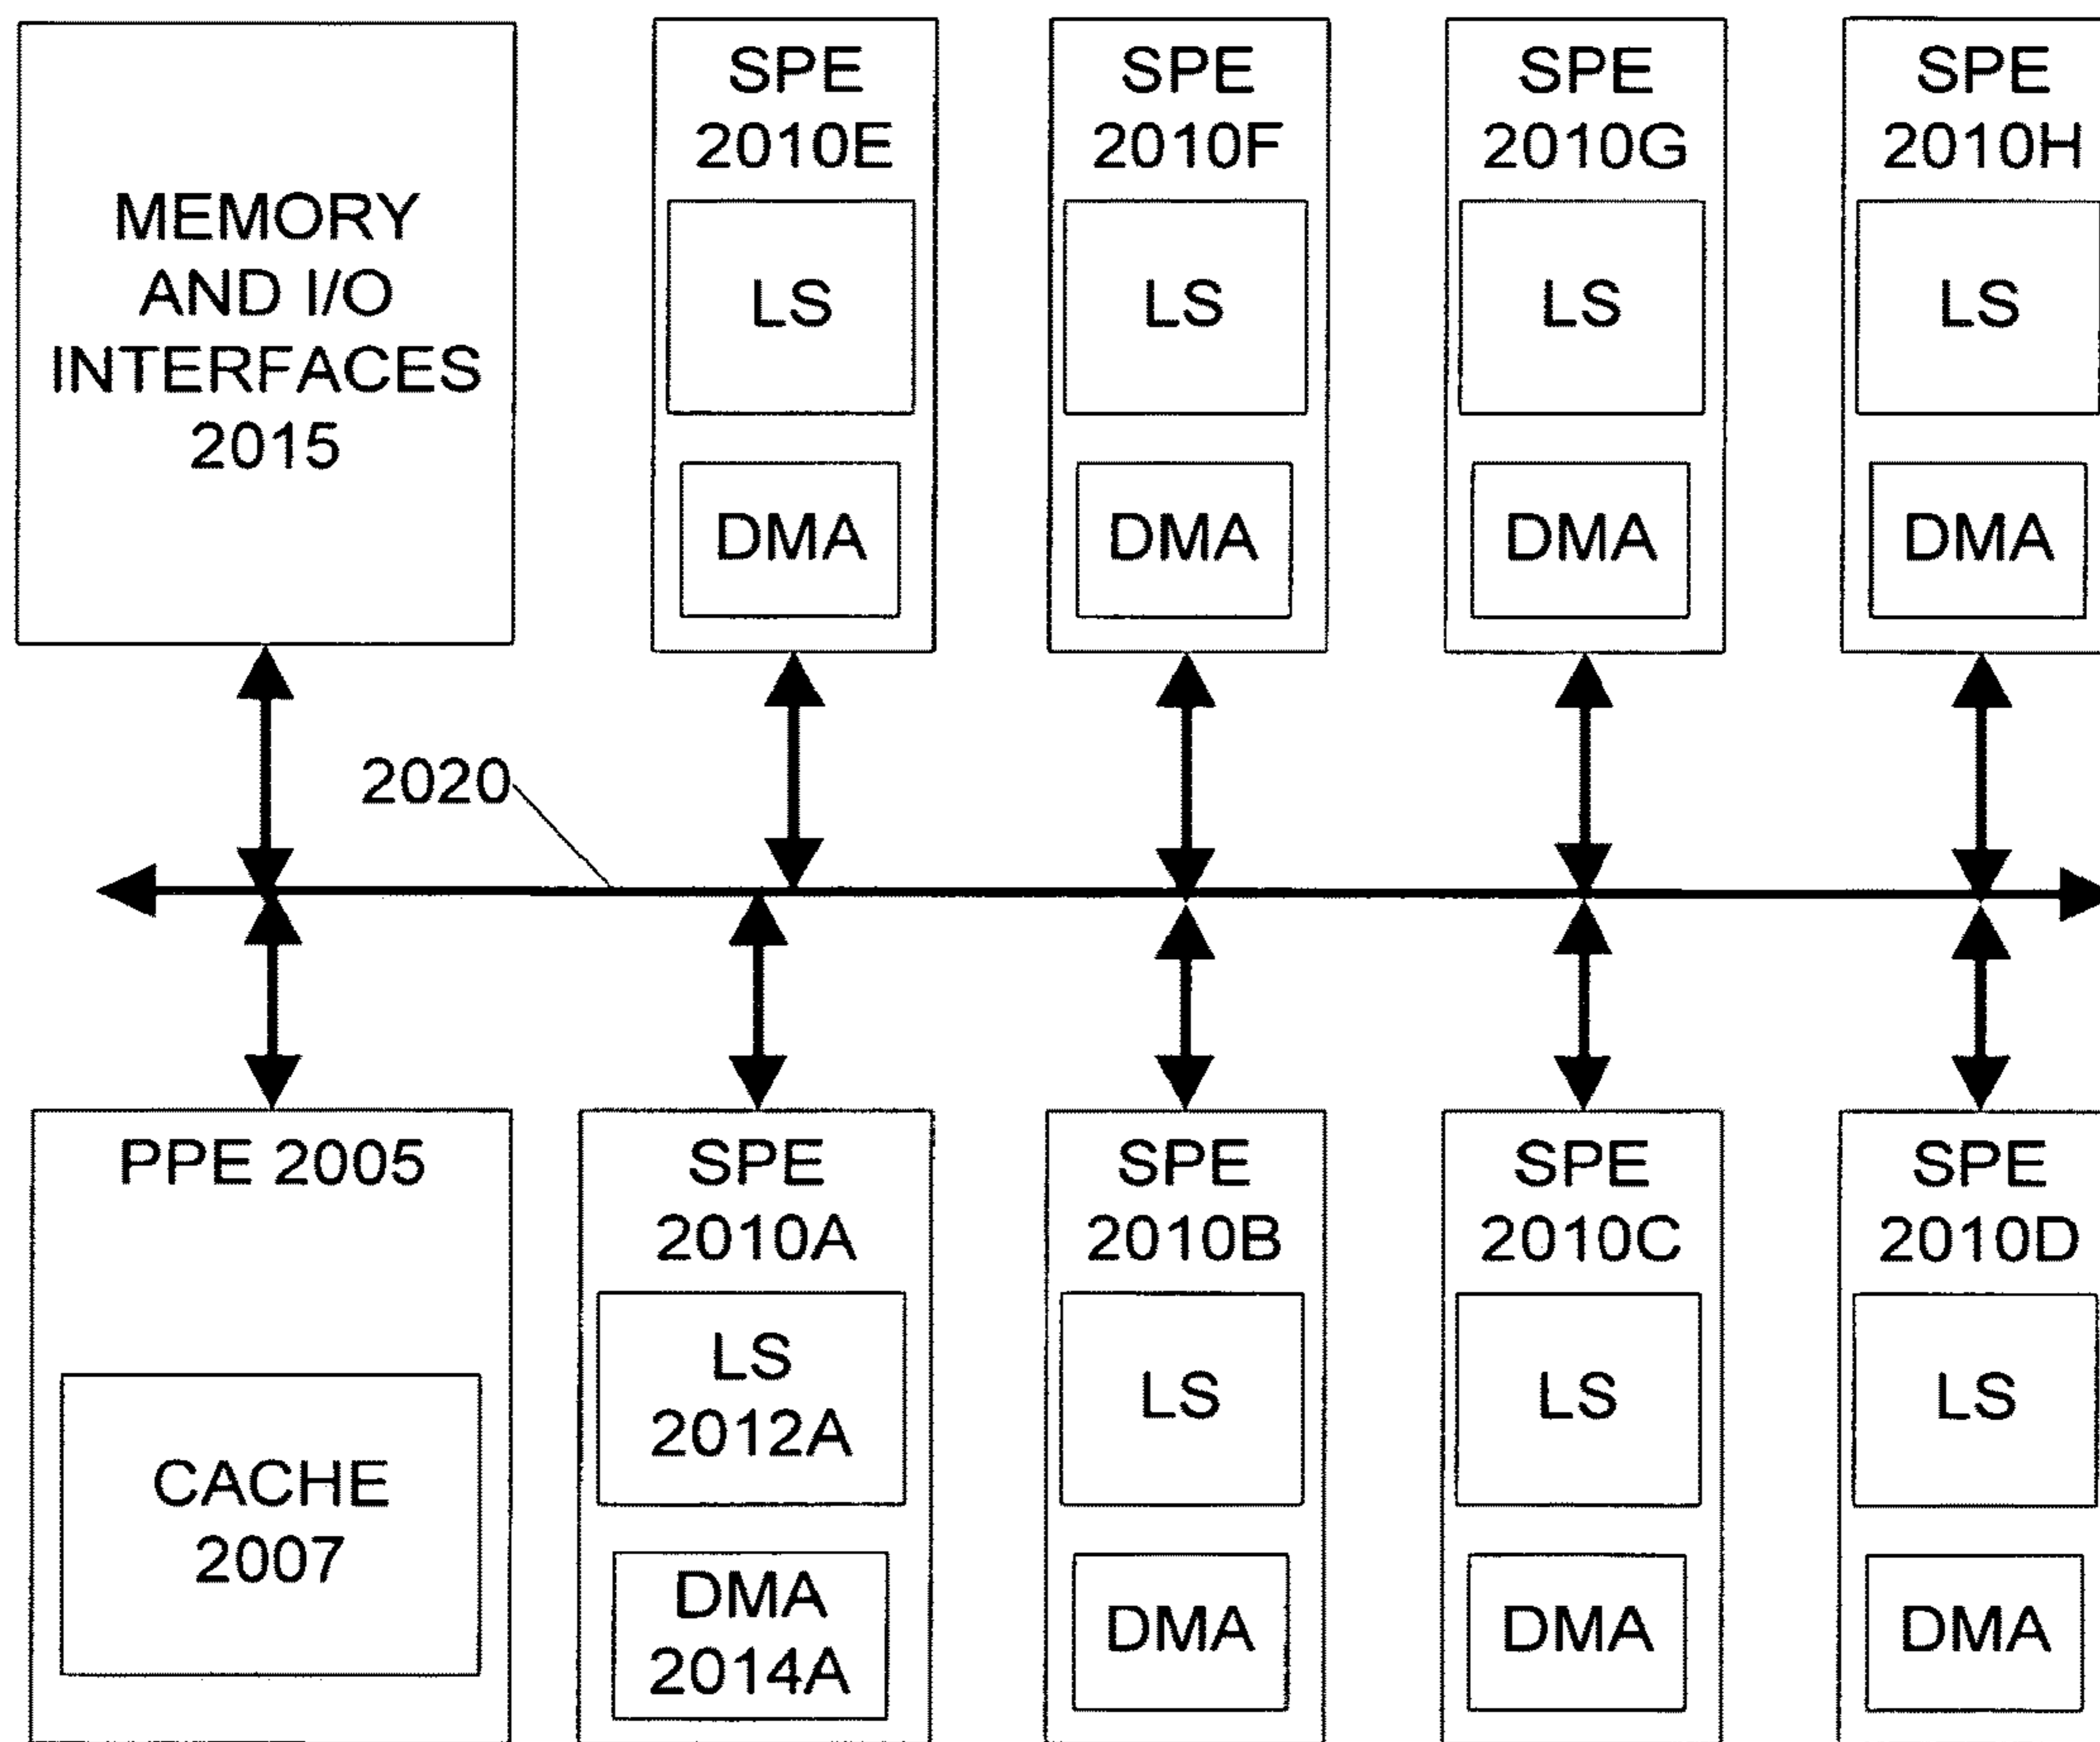 MEMORY
AND I/O
INTERFACES
2015
SPE
2010E
LS
DMA
SPE
2010F
LS
DMA
SPE
2010G
LS
DMA
SPE
2010H
LS
DMA
2020
PPE 2005
CACHE
2007
SPE
2010A
LS
2012A
DMA
2014A
SPE
2010B
LS
DMA
SPE
2010C
LS
DMA
SPE
2010D
LS
DMA